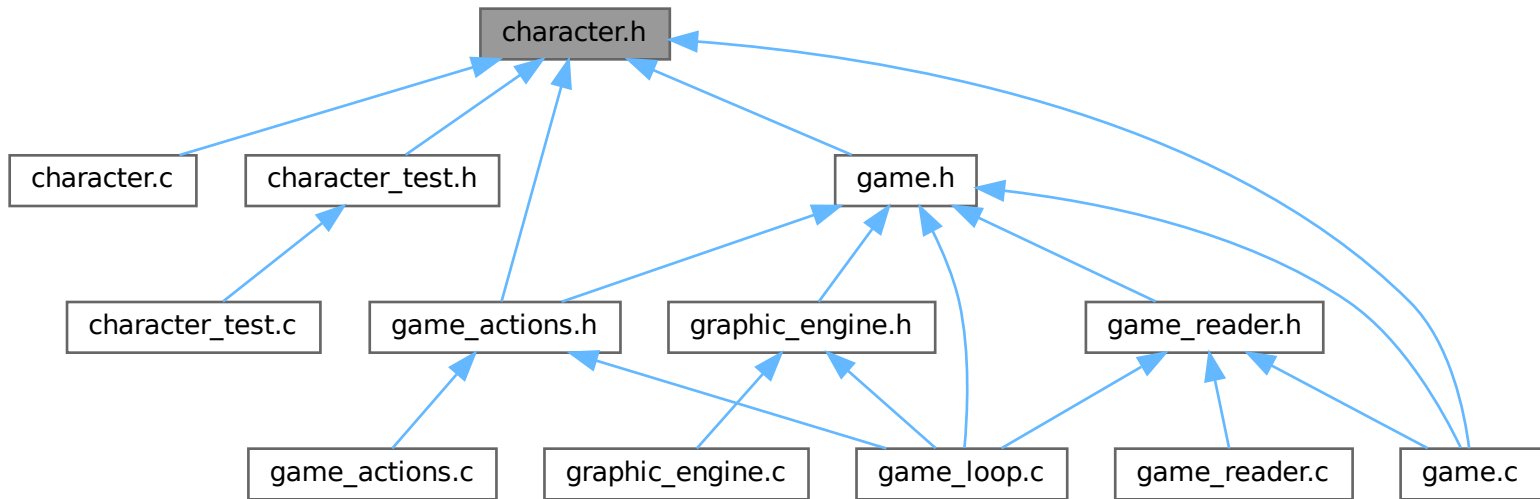 character.h
character.c
character_test.h
game.h
character_test.c
game_actions.h
graphic_engine.h
game_reader.h
game_actions.c
graphic_engine.c
game_loop.c
game_reader.c
game.c